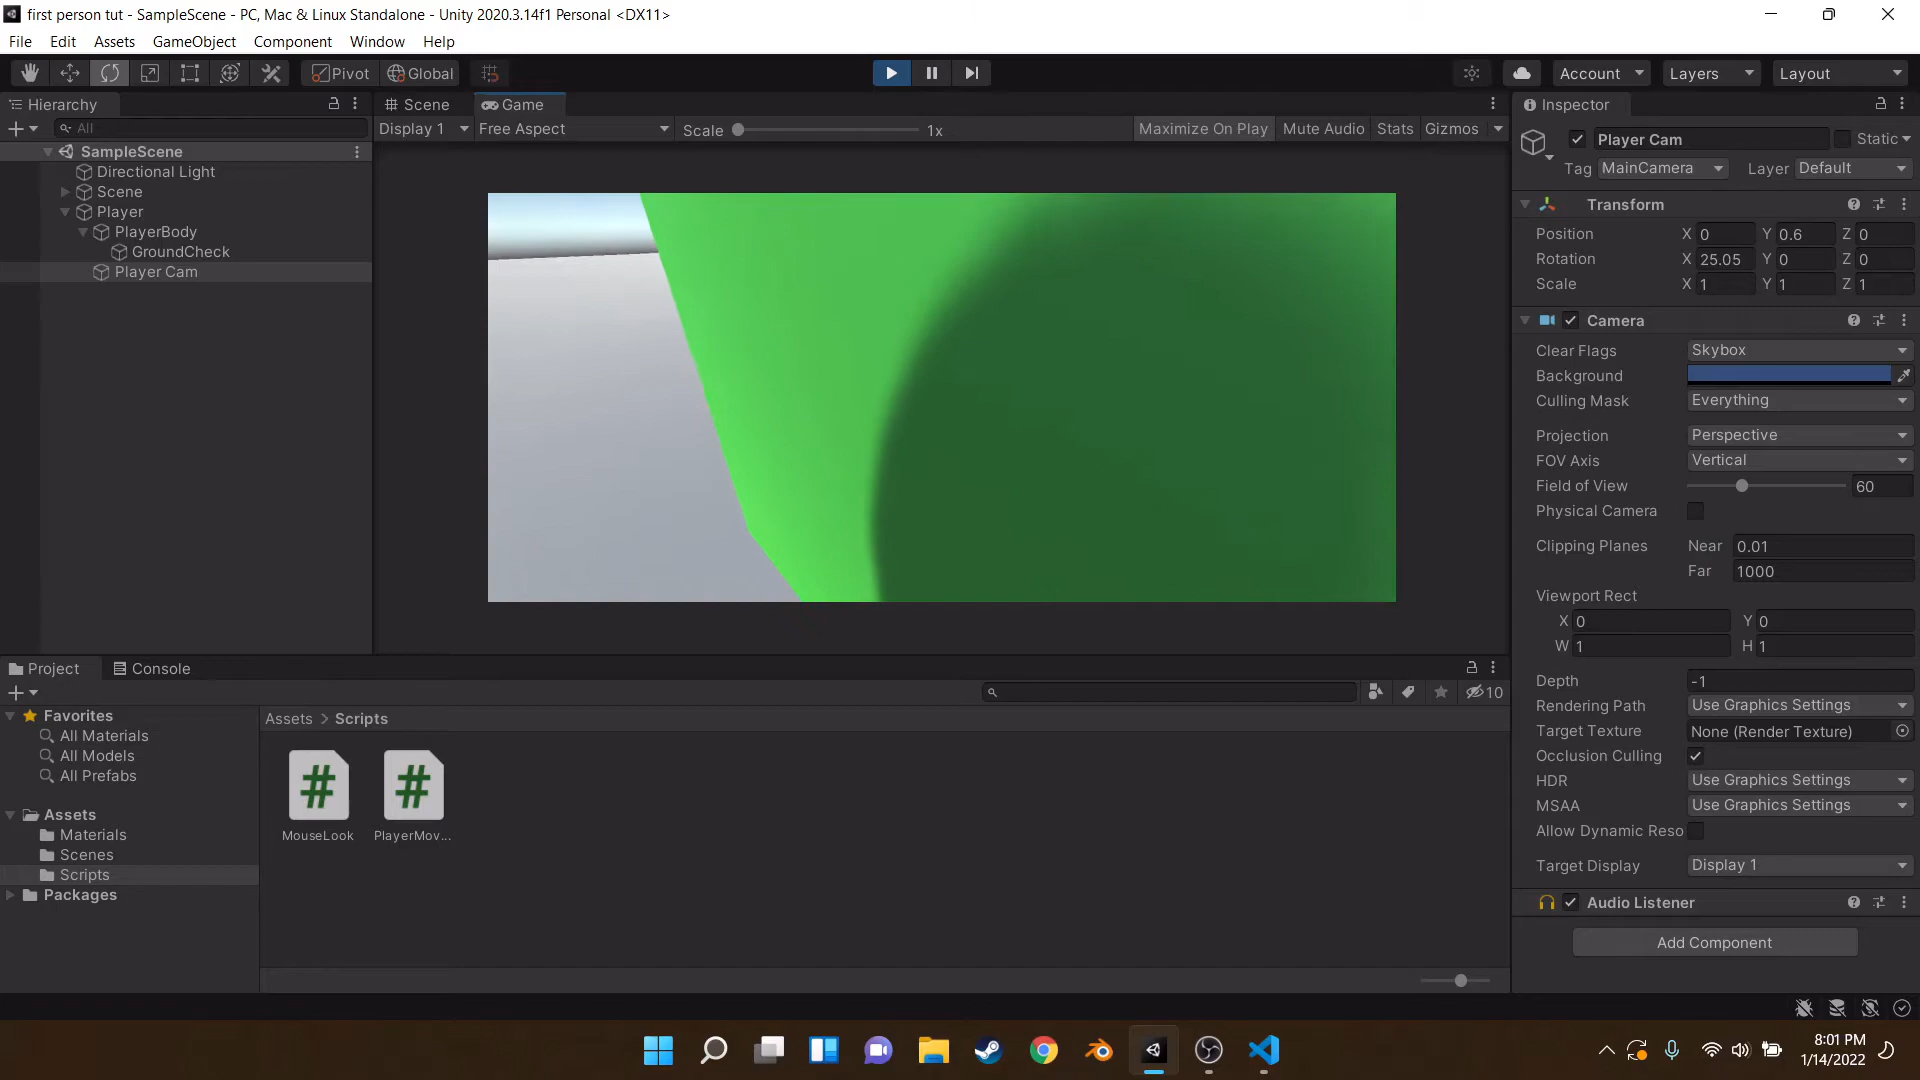 first person tut - SampleScene - PC, Mac & Linux Standalone - Unity 2020.3.14f1 Personal <DX11>
File Edit Assets GameObject Component Window Help
Pivot Global Account Layers Layout
Hierarchy
All
SampleScene
Directional Light
Scene
Player
PlayerBody
GroundCheck
Player Cam
Scene Game
Display 1 Free Aspect Scale 1x Maximize On Play Mute Audio Stats Gizmos
Inspector
Player Cam Static
Tag MainCamera Layer Default
Transform
Position X 0 Y 0.6 Z 0
Rotation X 25.05 Y 0 Z 0
Scale X 1 Y 1 Z 1
Camera
Clear Flags Skybox
Background
Culling Mask Everything
Projection Perspective
FOV Axis Vertical
Field of View 60
Physical Camera
Clipping Planes Near 0.01
Far 1000
Viewport Rect
X 0 Y 0
W 1 H 1
Depth -1
Rendering Path Use Graphics Settings
Target Texture None (Render Texture)
Occlusion Culling
HDR Use Graphics Settings
MSAA Use Graphics Settings
Allow Dynamic Reso
Target Display Display 1
Audio Listener
Add Component
Project Console
10
Favorites
All Materials
All Models
All Prefabs
Assets
Materials
Scenes
Scripts
Packages
Assets > Scripts
# #
MouseLook PlayerMov...
8:01 PM
1/14/2022